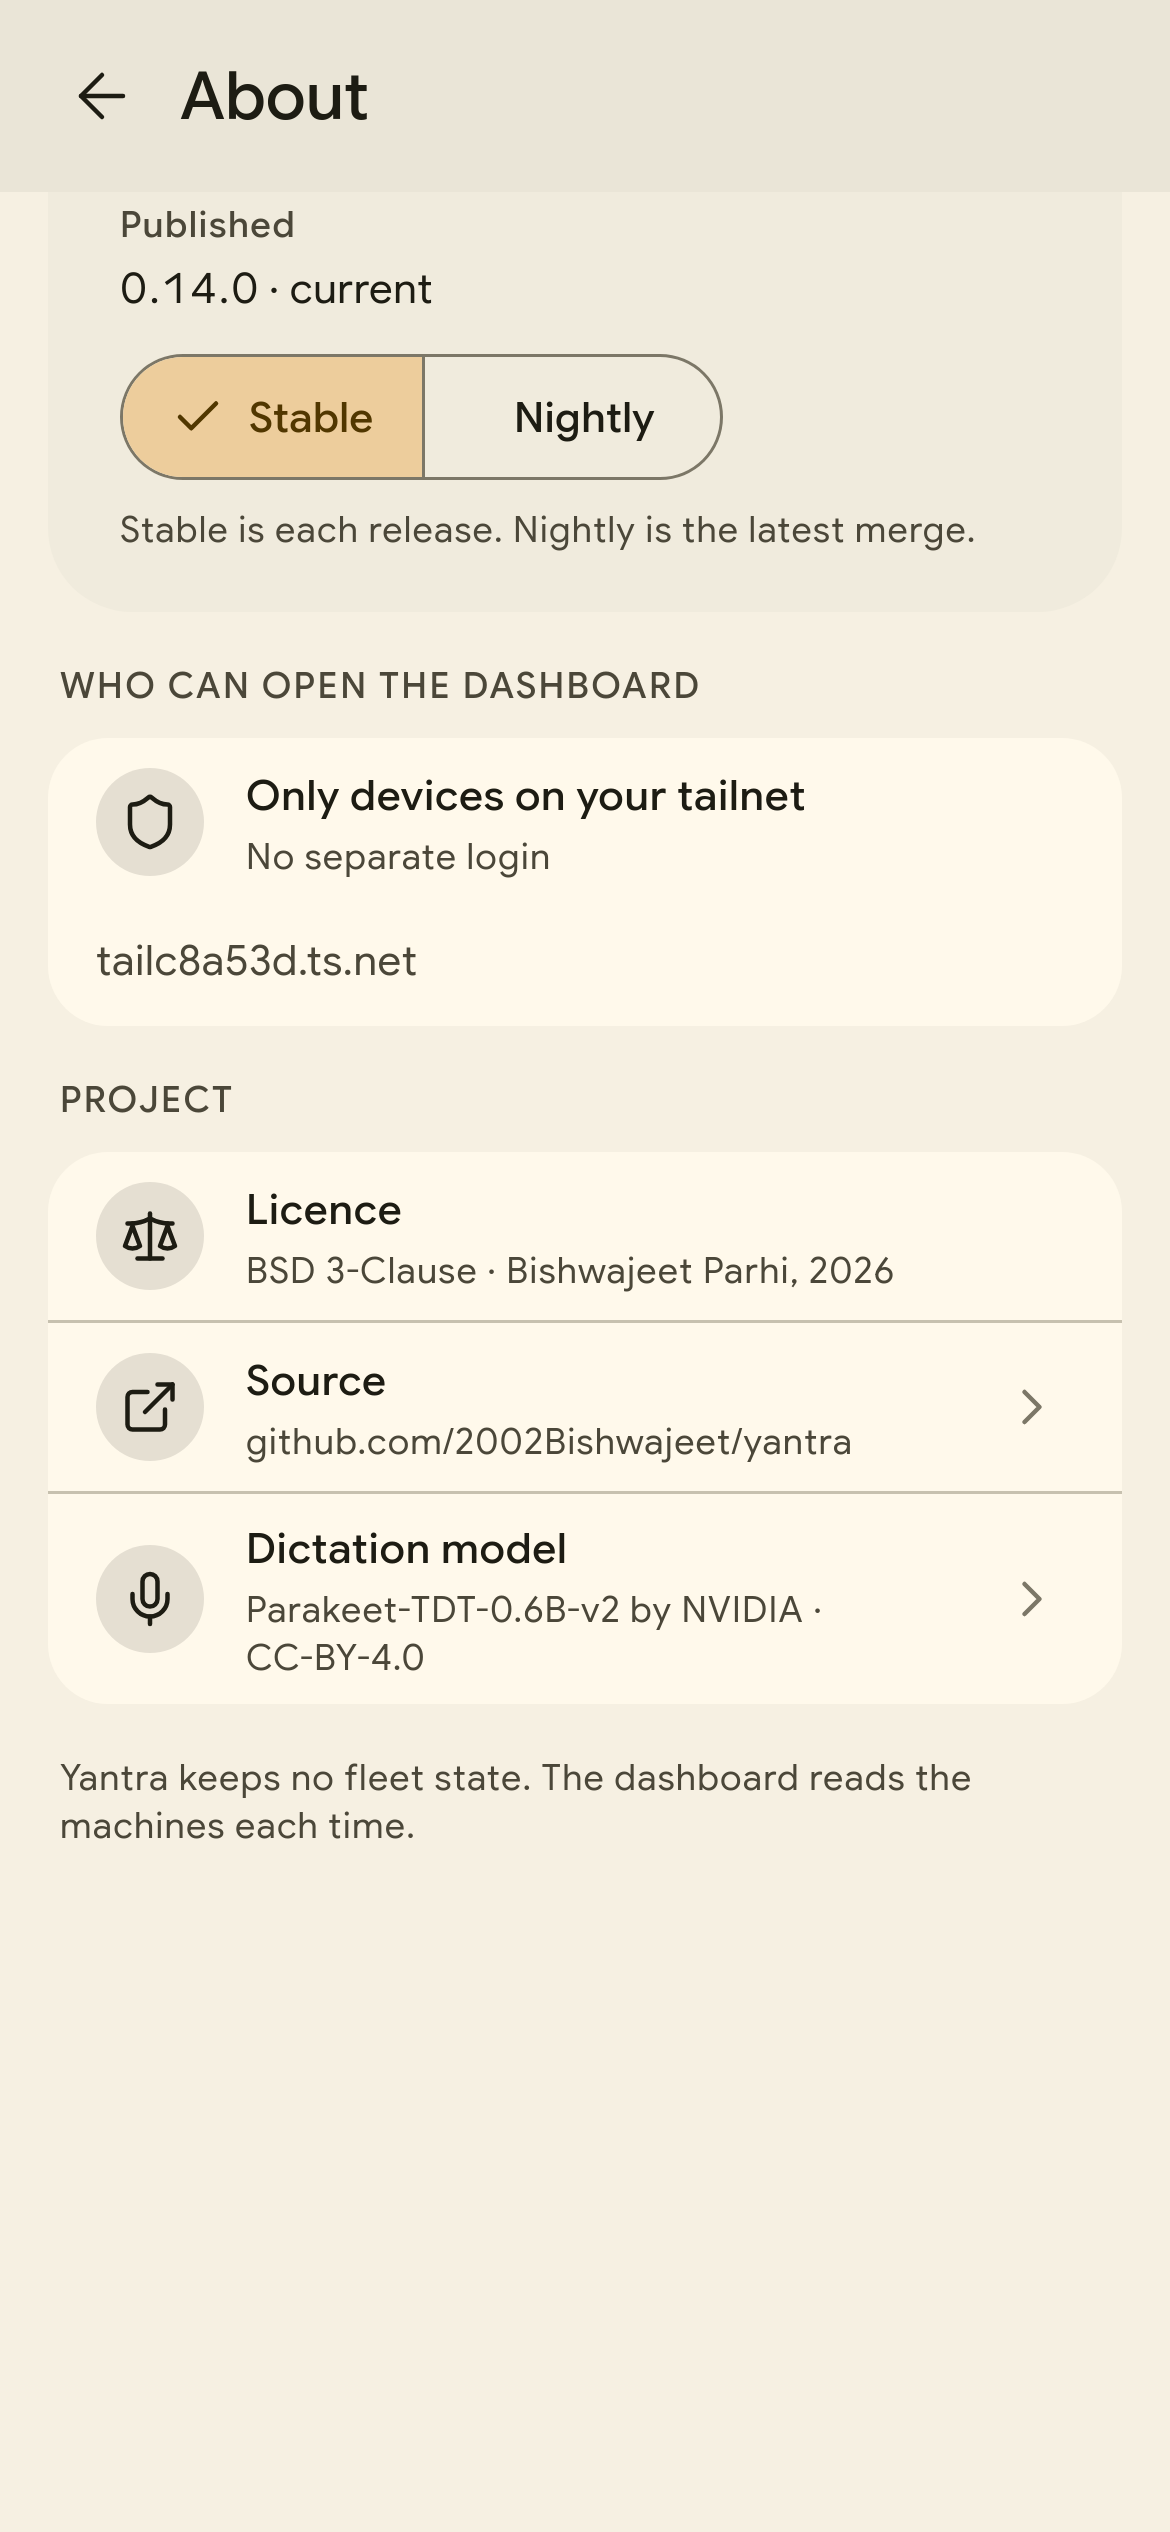 About
Published
0.14.0 · current
Stable
Nightly
Stable is each release. Nightly is the latest merge.
WHO CAN OPEN THE DASHBOARD
Only devices on your tailnet
No separate login
tailc8a53d.ts.net
PROJECT
Licence
BSD 3-Clause · Bishwajeet Parhi, 2026
Source
github.com/2002Bishwajeet/yantra
Dictation model
Parakeet-TDT-0.6B-v2 by NVIDIA ·
CC-BY-4.0
Yantra keeps no fleet state. The dashboard reads the
machines each time.